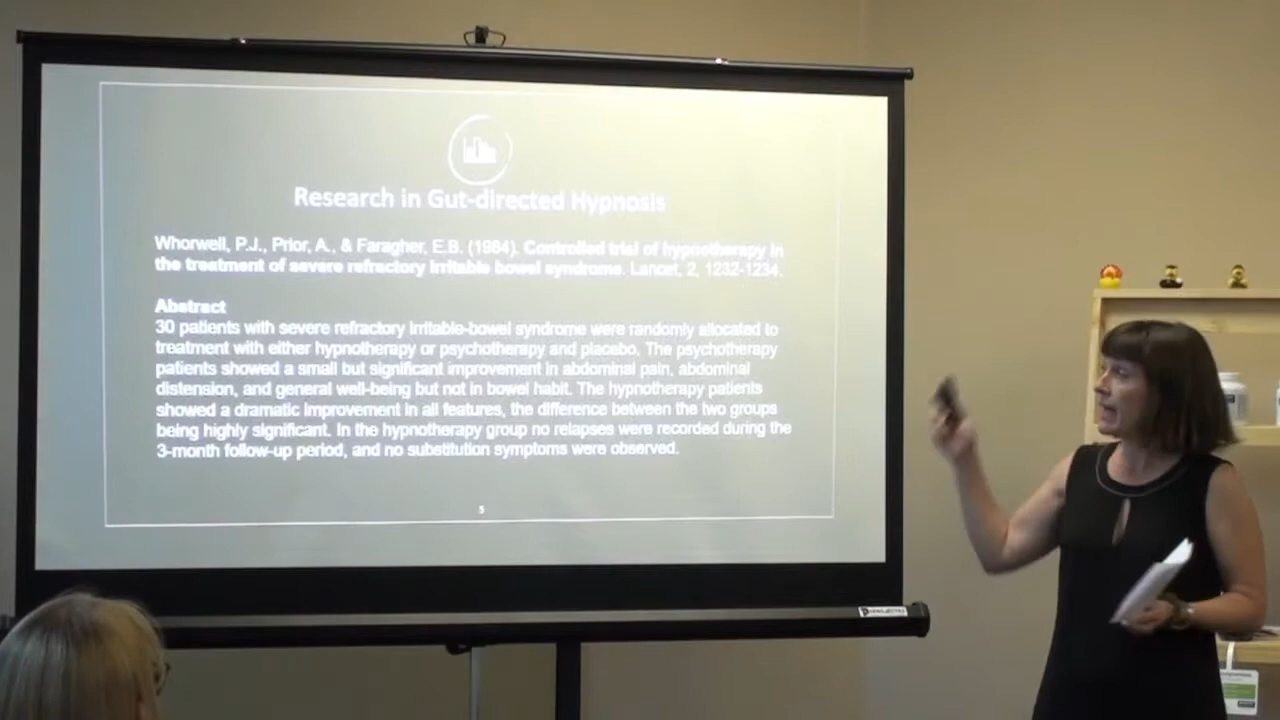 Research in Gut-directed Hypnosis
Whorwell, P.J., Prior, A., & Faragher, E.B. (1984). Controlled trial of hypnotherapy in
the treatment of severe refractory irritable bowel syndrome. Lancet, 2, 1232-1234.
Abstract
30 patients with severe refractory irritable-bowel syndrome were randomly allocated to
treatment with either hypnotherapy or psychotherapy and placebo. The psychotherapy
patients showed a small but significant improvement in abdominal pain, abdominal
distension, and general well-being but not in bowel habit. The hypnotherapy patients
showed a dramatic improvement in all features, the difference between the two groups
being highly significant. In the hypnotherapy group no relapses were recorded during the
3-month follow-up period, and no substitution symptoms were observed.
5